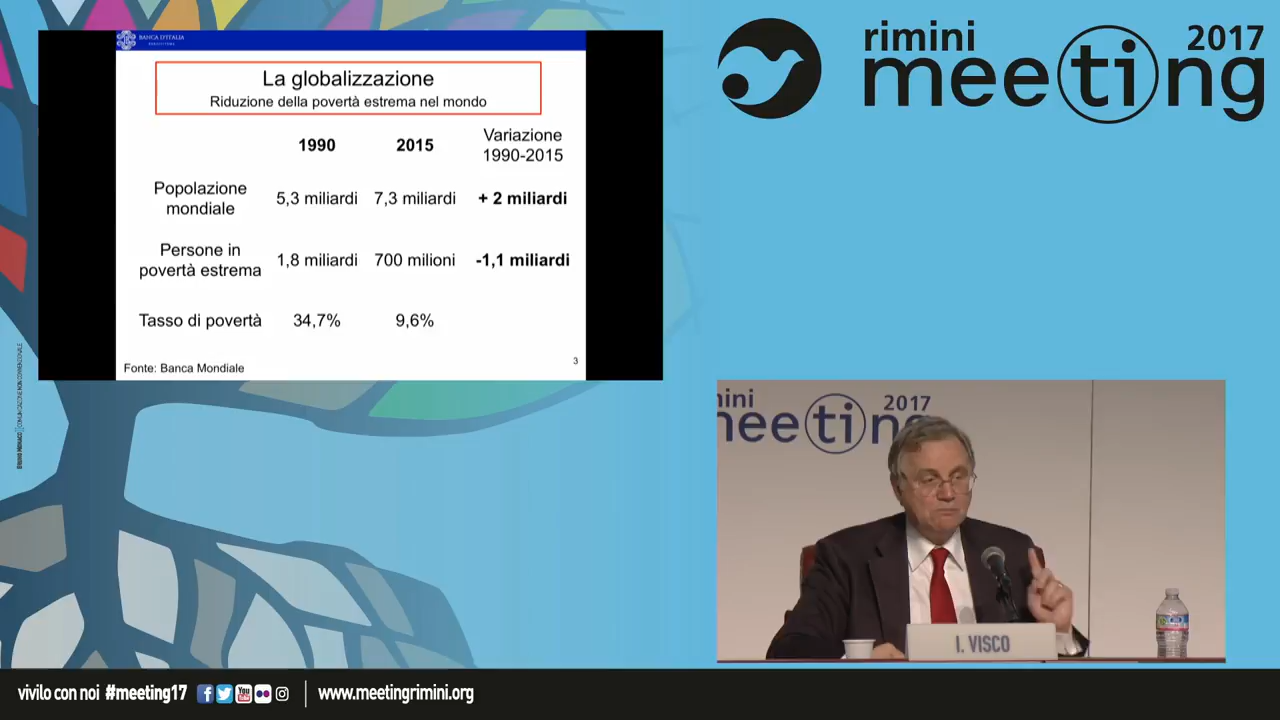 BANCA D'ITALIA
EUROSISTEMA
La globalizzazione
Riduzione della povertà estrema nel mondo
1990 2015 Variazione 1990-2015
Popolazione mondiale 5,3 miliardi 7,3 miliardi + 2 miliardi
Persone in povertà estrema 1,8 miliardi 700 milioni -1,1 miliardi
Tasso di povertà 34,7% 9,6%
Fonte: Banca Mondiale
3
rimini 2017
meeting
ini 2017
meeting
I. VISCO
vivilo con noi #meeting17
www.meetingrimini.org